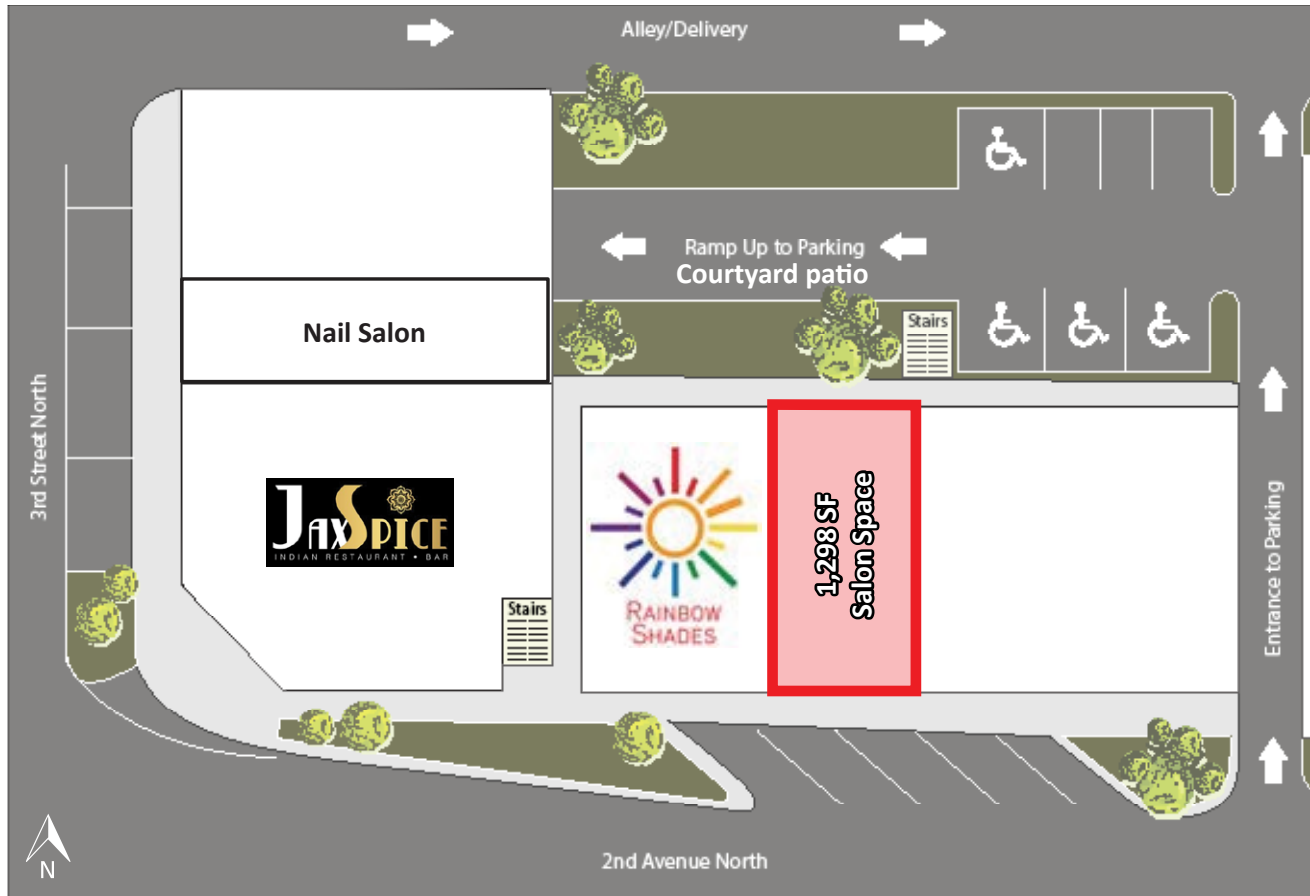 Alley/Delivery
Ramp Up to Parking
Courtyard patio
Stairs
Nail Salon
3rd Street North
JAXSPICE
INDIAN RESTAURANT • BAR
RAINBOW
SHADES
1,298 SF
Salon Space
Entrance to Parking
Stairs
2nd Avenue North
N